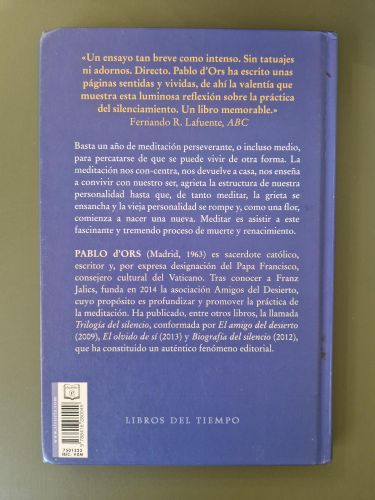 «Un ensayo tan breve como intenso. Sin tatuajes
ni adornos. Directo. Pablo d'Ors ha escrito unas
páginas sentidas y vividas, de ahí la valentía que
muestra esta luminosa reflexión sobre la práctica
del silenciamiento. Un libro memorable.»
Fernando R. Lafuente, ABC
Basta un año de meditación perseverante, o incluso medio,
para percatarse de que se puede vivir de otra forma. La
meditación nos con-centra, nos devuelve a casa, nos enseña
a convivir con nuestro ser, agrieta la estructura de nuestra
personalidad hasta que, de tanto meditar, la grieta se
ensancha y la vieja personalidad se rompe y, como una flor,
comienza a nacer una nueva. Meditar es asistir a este
fascinante y tremendo proceso de muerte y renacimiento.
PABLO d'ORS (Madrid, 1963) es sacerdote católico,
escritor y, por expresa designación del Papa Francisco,
consejero cultural del Vaticano. Tras conocer a Franz
Jalics, funda en 2014 la asociación Amigos del Desierto,
cuyo propósito es profundizar y promover la práctica de
la meditación. Ha publicado, entre otros libros, la llamada
Trilogía del silencio, conformada por El amigo del desierto
(2009), El olvido de sí (2013) y Biografía del silencio (2012),
que ha constituido un auténtico fenómeno editorial.
LIBROS DEL TIEMPO
7501322